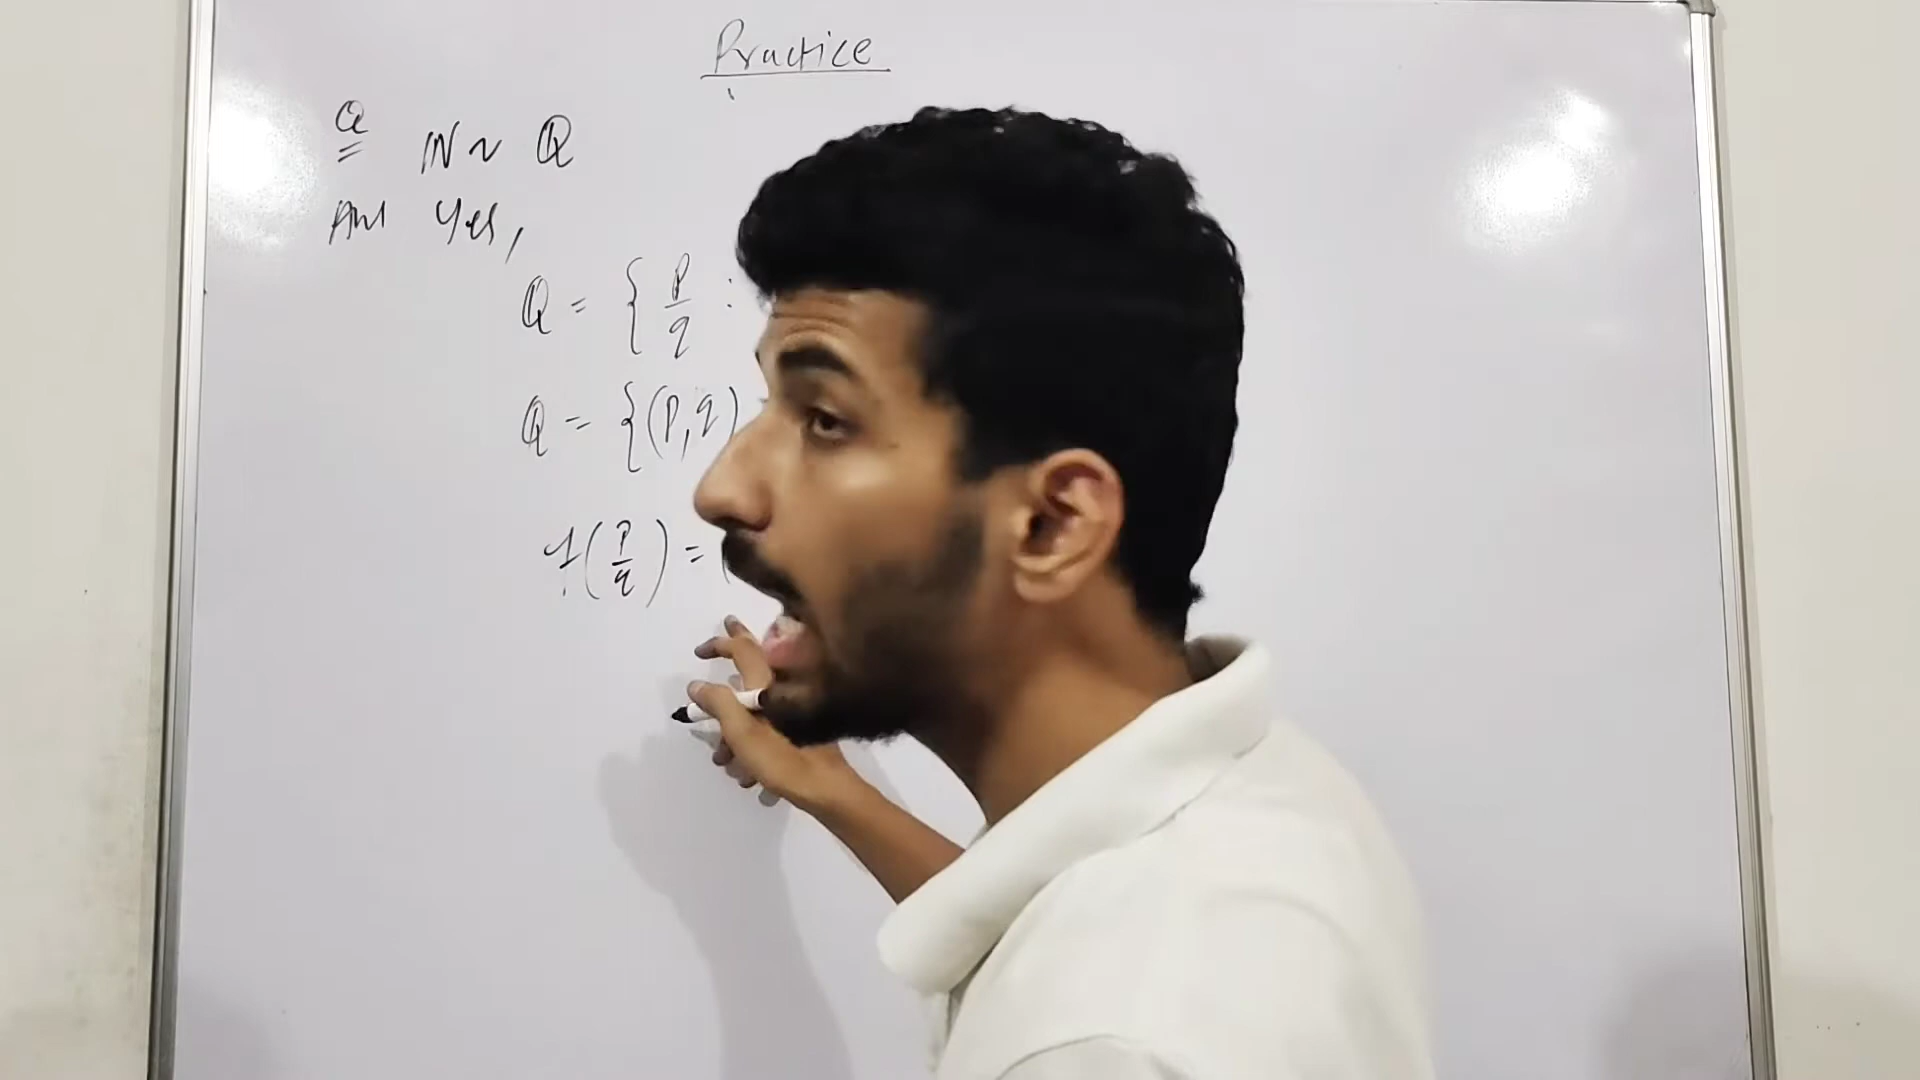 Practice
Q ℕ ~ ℚ
Ans Yes,
ℚ = { p/q :
ℚ = {(p,q)
f(p/q) = (